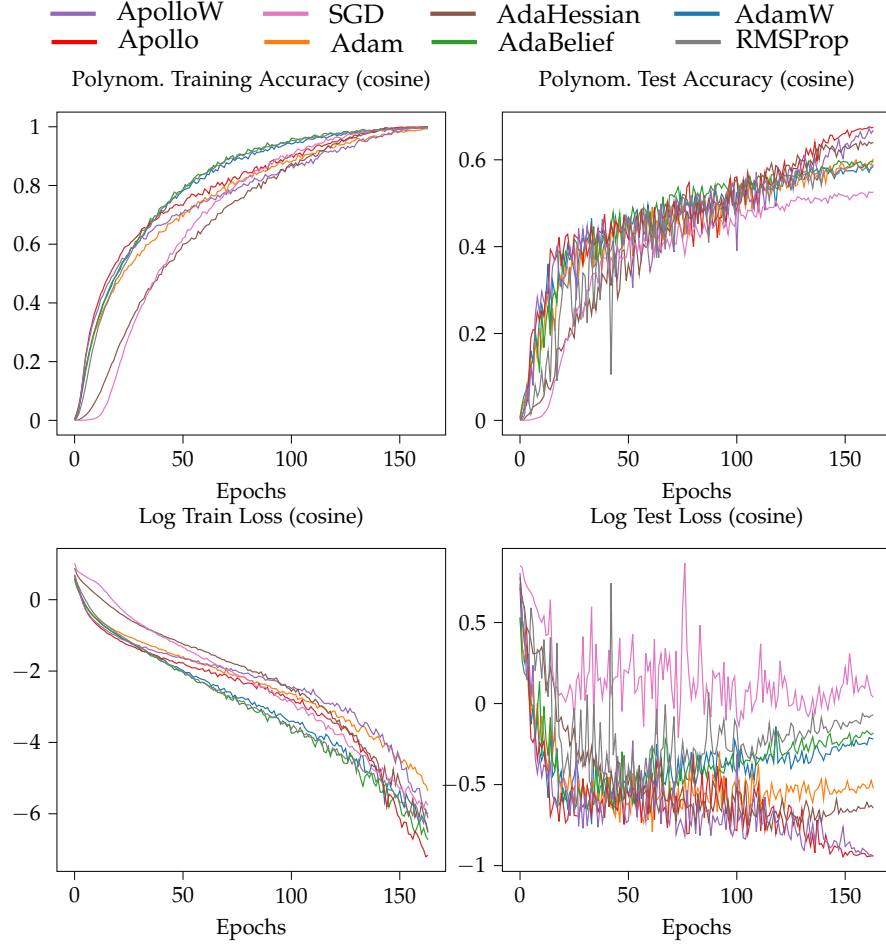 ApolloW SGD AdaHessian AdamW
Apollo Adam AdaBelief RMSProp
Polynom. Training Accuracy (cosine)
Polynom. Test Accuracy (cosine)
1
0.8
0.6
0.4
0.2
0
0 50 100 150
Epochs
0.6
0.4
0.2
0
0 50 100 150
Epochs
Log Train Loss (cosine)
Log Test Loss (cosine)
0
−2
−4
−6
0 50 100 150
Epochs
0.5
0
−0.5
−1
0 50 100 150
Epochs